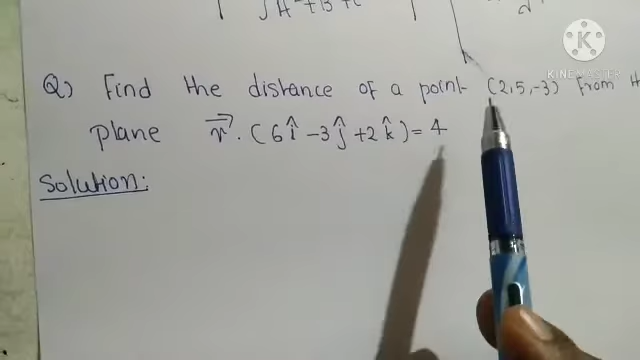 KINEMASTER
Q) Find the distance of a point (2,5,-3) from
plane r⃗ . (6î -3ĵ +2k̂) = 4
Solution: